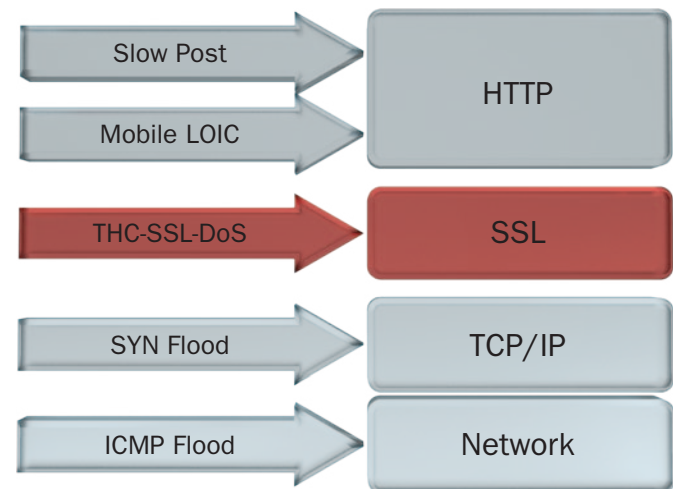 Slow Post
HTTP
Mobile LOIC
THC-SSL-DoS
SSL
SYN Flood
TCP/IP
ICMP Flood
Network